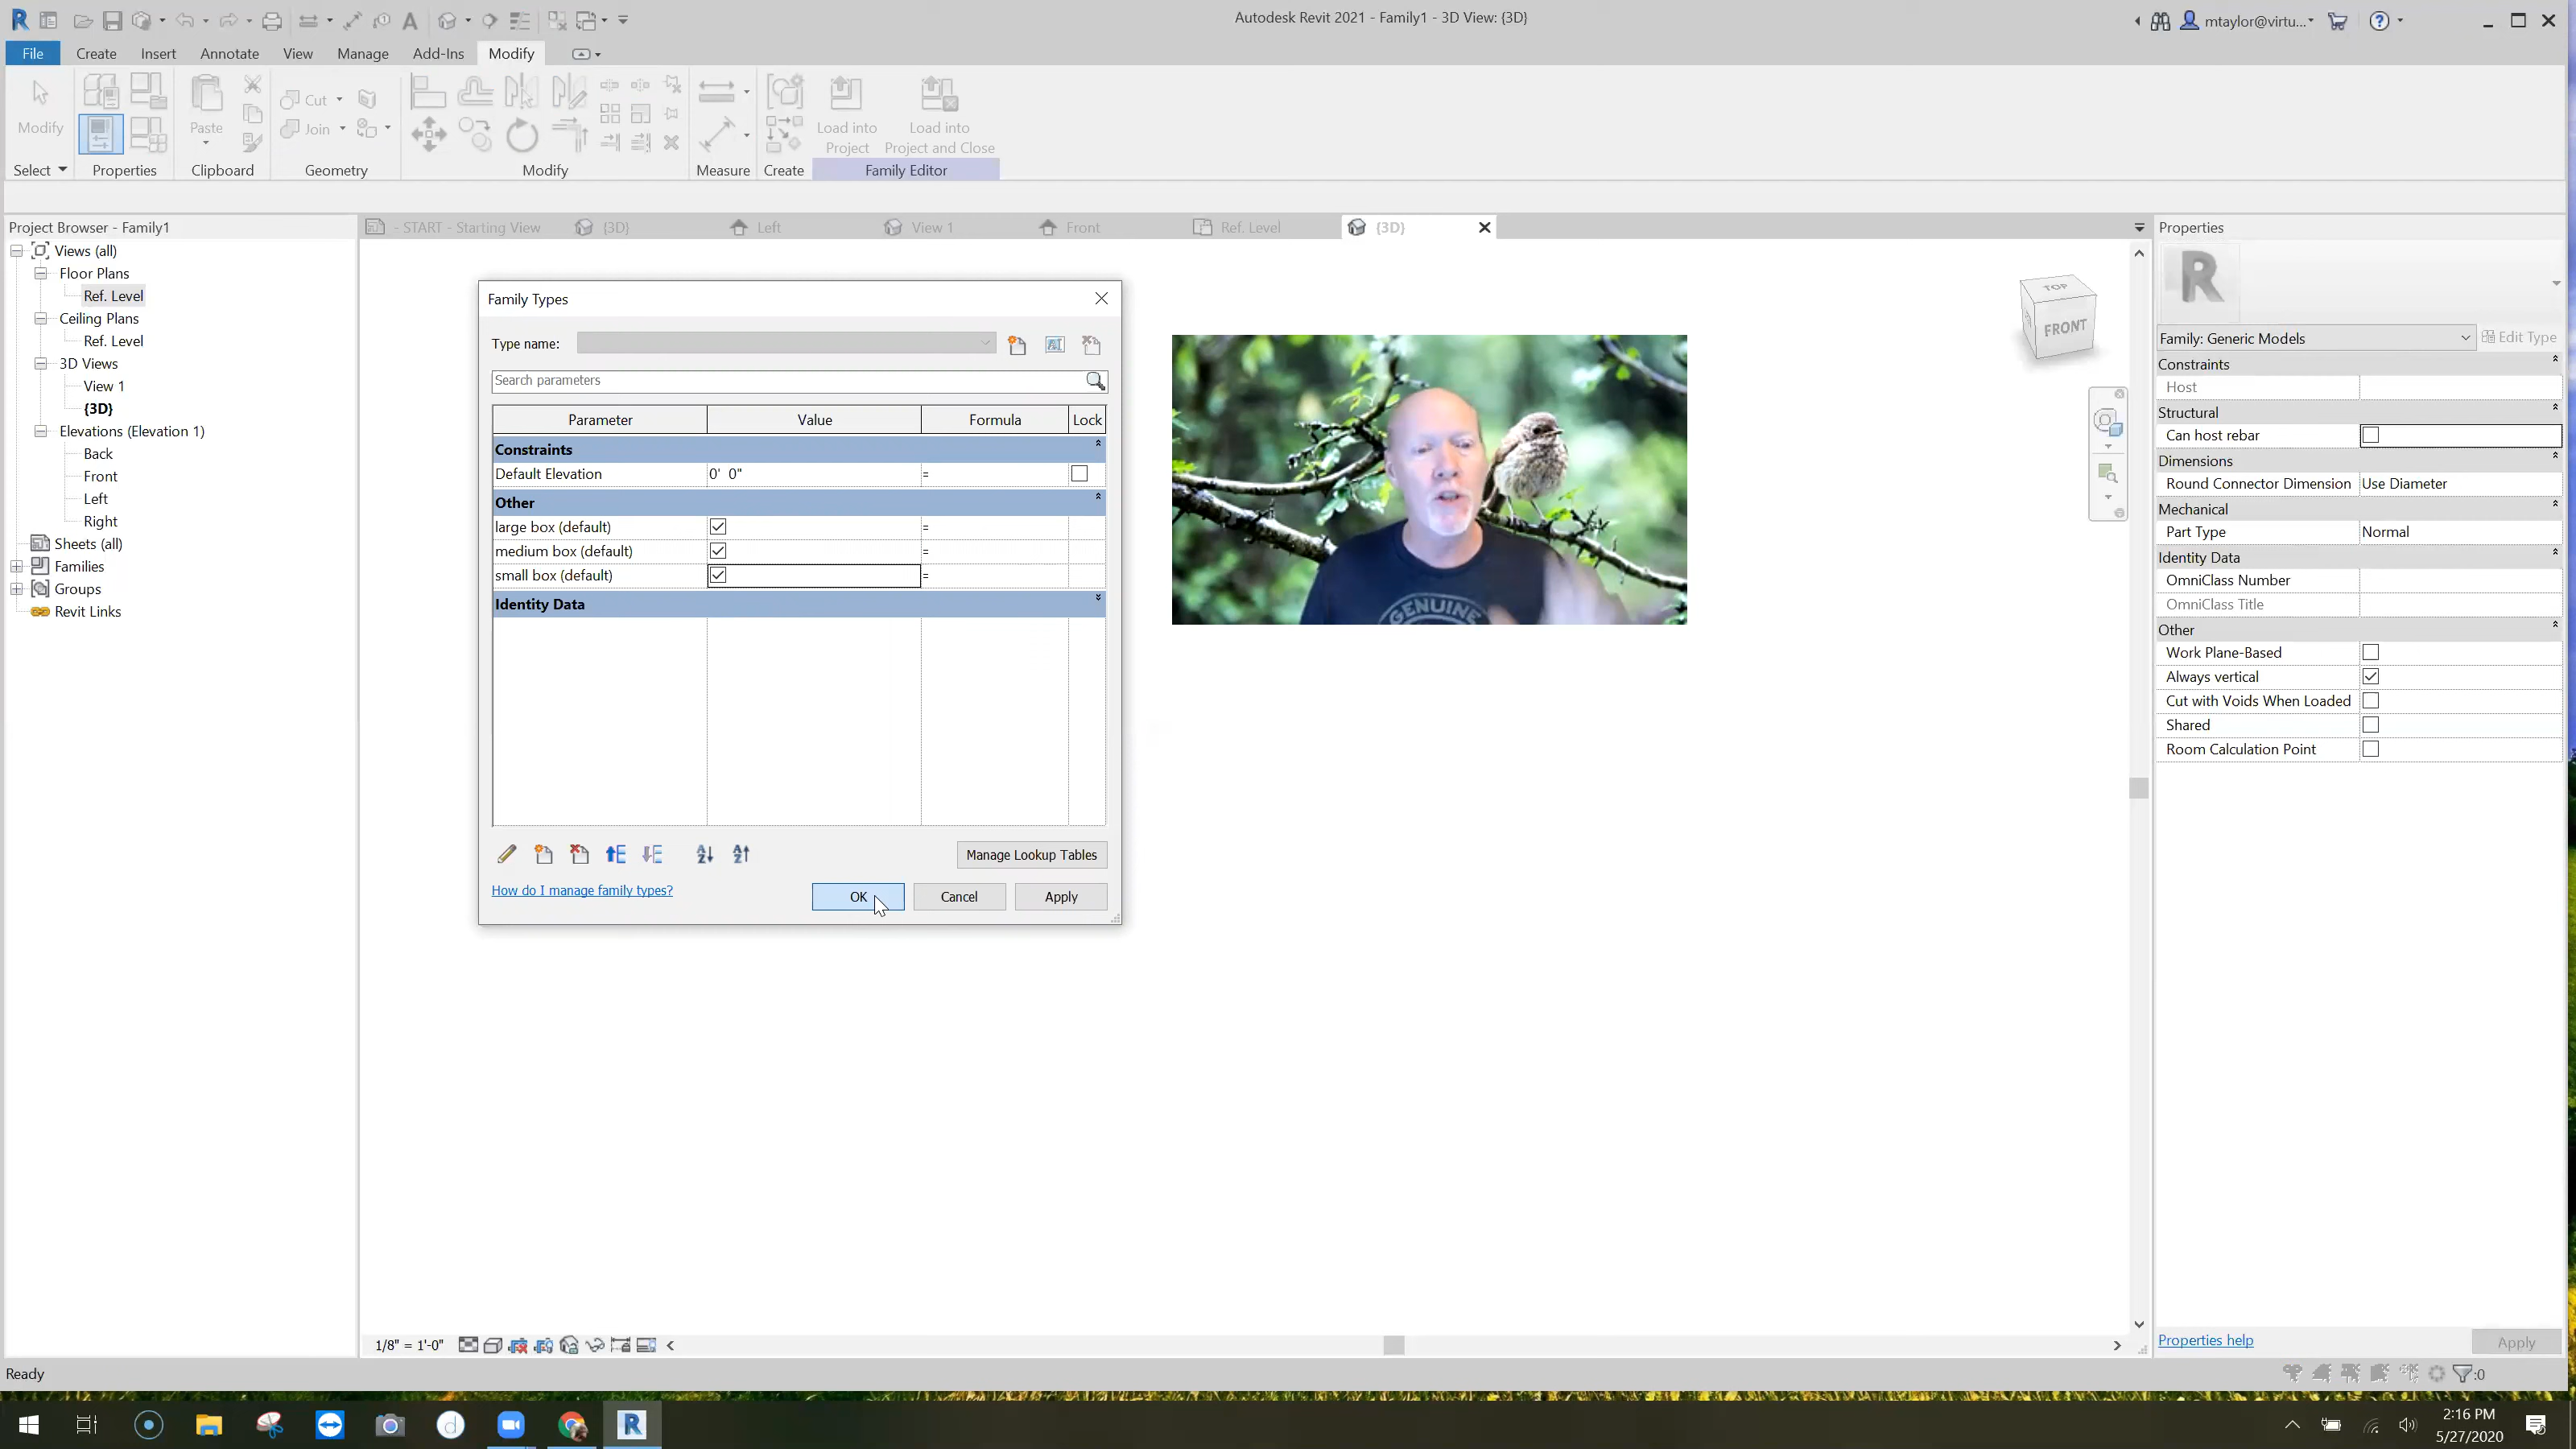 Autodesk Revit 2021 - Family1 - 3D View: {3D}
mtaylor@virtu...
File Create Insert Annotate View Manage Add-Ins Modify
Modify Paste Cut Join Load into Project Load into Project and Close
Select Properties Clipboard Geometry Modify Measure Create Family Editor
Project Browser - Family1
- START - Starting View {3D} Left View 1 Front Ref. Level {3D}
Properties
Views (all)
Floor Plans
Ref. Level
Ceiling Plans
Ref. Level
3D Views
View 1
{3D}
Elevations (Elevation 1)
Back
Front
Left
Right
Sheets (all)
Families
Groups
Revit Links
Family Types
Type name:
Search parameters
Parameter Value Formula Lock
Constraints
Default Elevation 0' 0" =
Other
large box (default) =
medium box (default) =
small box (default) =
Identity Data
Manage Lookup Tables
How do I manage family types?
OK Cancel Apply
GENUINE
TOP
FRONT
R
Family: Generic Models Edit Type
Constraints
Host
Structural
Can host rebar
Dimensions
Round Connector Dimension Use Diameter
Mechanical
Part Type Normal
Identity Data
OmniClass Number
OmniClass Title
Other
Work Plane-Based
Always vertical
Cut with Voids When Loaded
Shared
Room Calculation Point
Properties help Apply
1/8" = 1'-0"
Ready
:0
2:16 PM
5/27/2020